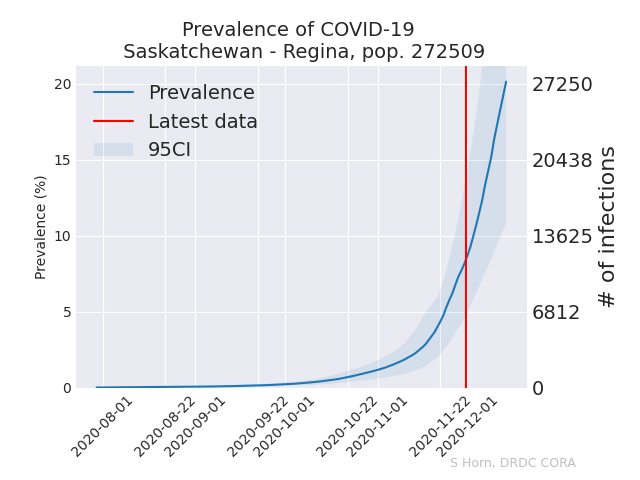 Prevalence of COVID-19
Saskatchewan - Regina, pop. 272509
Prevalence
Latest data
95CI
20
15
10
5
0
Prevalence (%)
27250
20438
13625
6812
0
# of infections
2020-08-01
2020-08-22
2020-09-01
2020-09-22
2020-10-01
2020-10-22
2020-11-01
2020-11-22
2020-12-01
S Horn, DRDC CORA